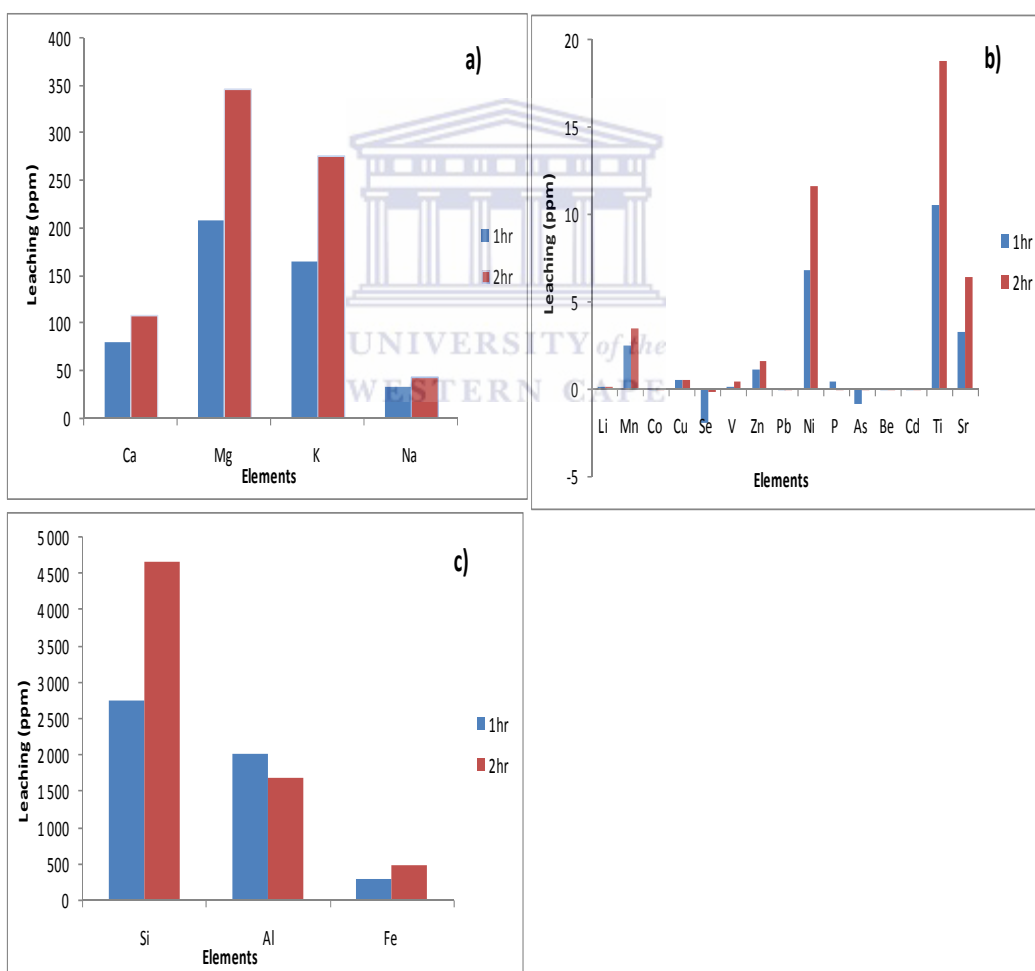 a)
400
350
300
250
200
150
100
50
0
Leaching (ppm)
Ca Mg K Na
Elements
1hr
2hr
b)
20
15
10
5
0
-5
Leaching (ppm)
Li Mn Co Cu Se V Zn Pb Ni P As Be Cd Ti Sr
Elements
1hr
2hr
UNIVERSITY of the
WESTERN CAPE
c)
5 000
4 500
4 000
3 500
3 000
2 500
2 000
1 500
1 000
500
0
Leaching (ppm)
Si Al Fe
Elements
1hr
2hr